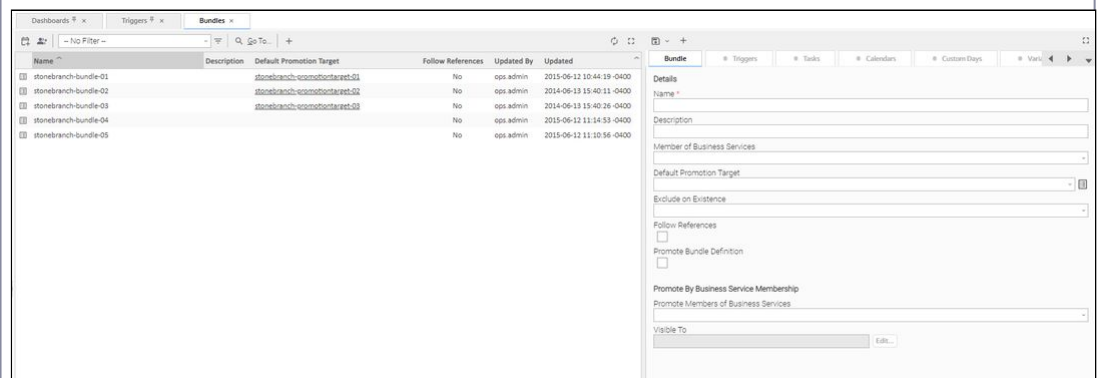 Dashboards
Triggers
Bundles
-- No Filter --
Go To...
Name Description Default Promotion Target Follow References Updated By Updated
stonebranch-bundle-01 stonebranch-promotiontarget-01 No ops.admin 2015-06-12 10:44:19 -0400
stonebranch-bundle-02 stonebranch-promotiontarget-02 No ops.admin 2014-06-13 15:40:11 -0400
stonebranch-bundle-03 stonebranch-promotiontarget-03 No ops.admin 2014-06-13 15:40:26 -0400
stonebranch-bundle-04 No ops.admin 2015-06-12 11:14:53 -0400
stonebranch-bundle-05 No ops.admin 2015-06-12 11:10:56 -0400
Bundle Triggers Tasks Calendars Custom Days Varia
Details
Name *
Description
Member of Business Services
Default Promotion Target
Exclude on Existence
Follow References
Promote Bundle Definition
Promote By Business Service Membership
Promote Members of Business Services
Visible To
Edit...